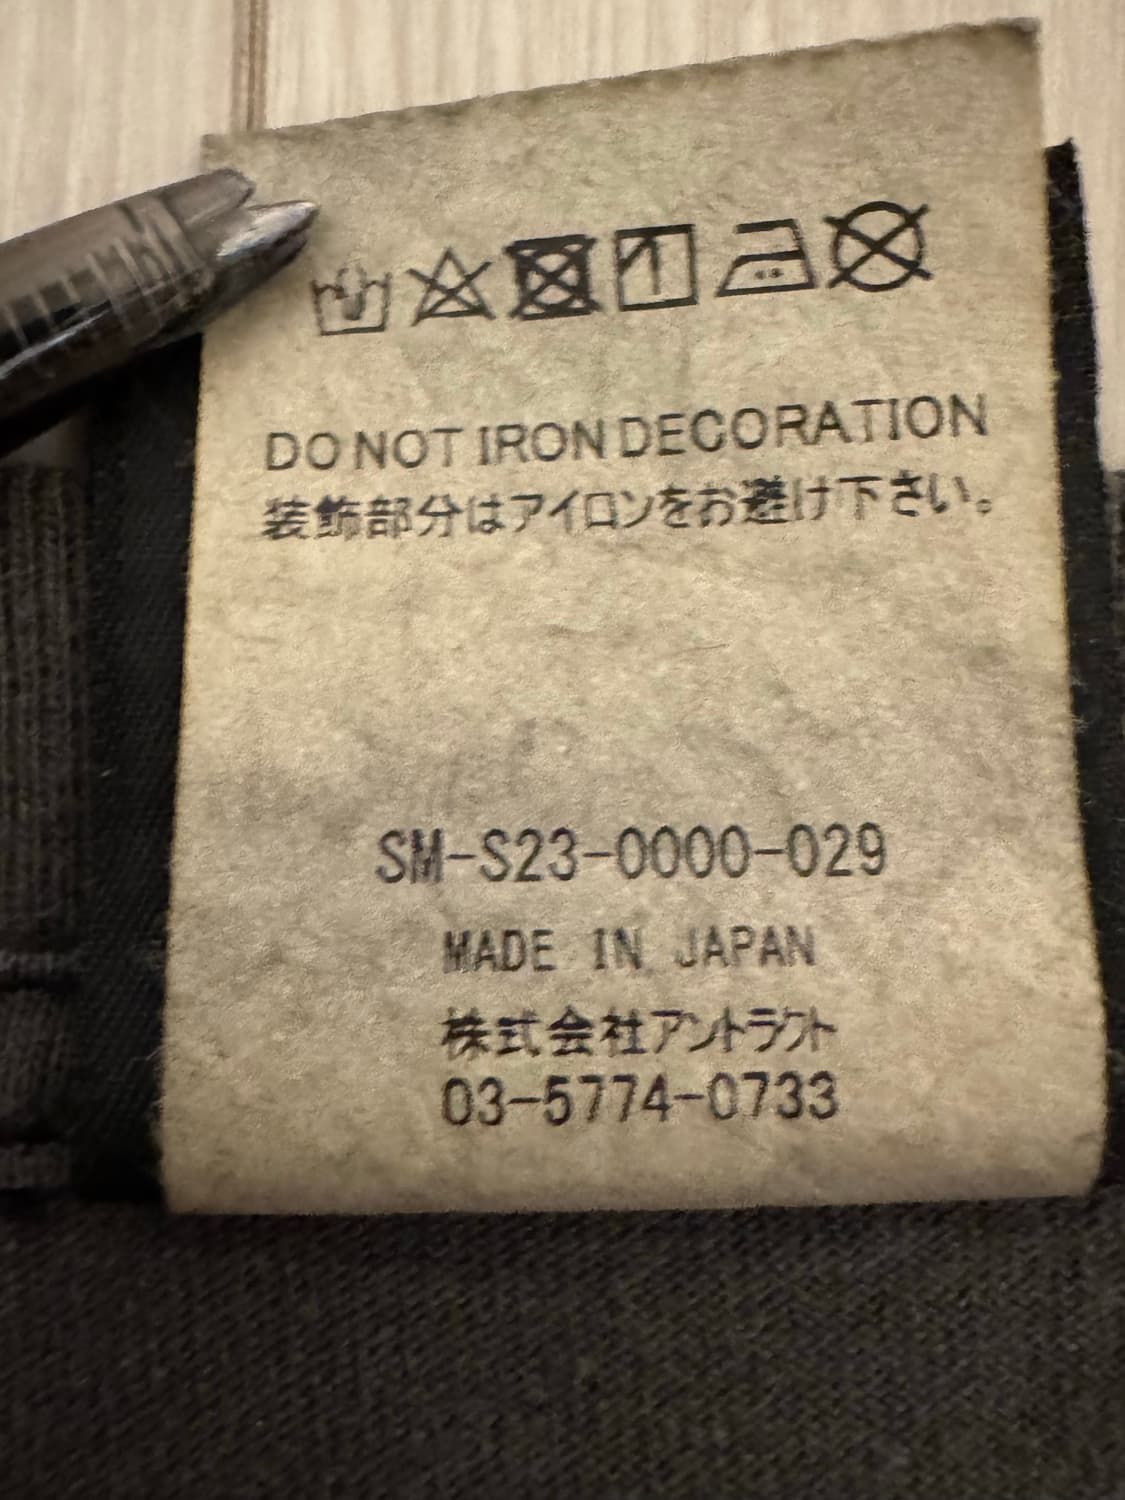 DO NOT IRON DECORATION
装飾部分はアイロンをお避け下さい。
SM-S23-0000-029
MADE IN JAPAN
株式会社アントラクト
03-5774-0733